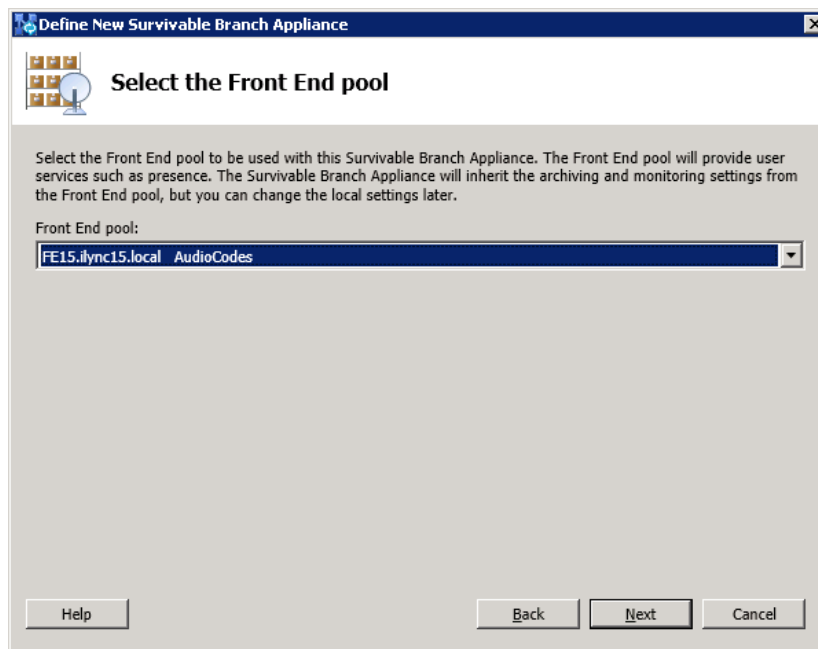 Define New Survivable Branch Appliance
Select the Front End pool
Select the Front End pool to be used with this Survivable Branch Appliance. The Front End pool will provide user
services such as presence. The Survivable Branch Appliance will inherit the archiving and monitoring settings from
the Front End pool, but you can change the local settings later.
Front End pool:
FE15.ilync15.local   AudioCodes
Help Back Next Cancel